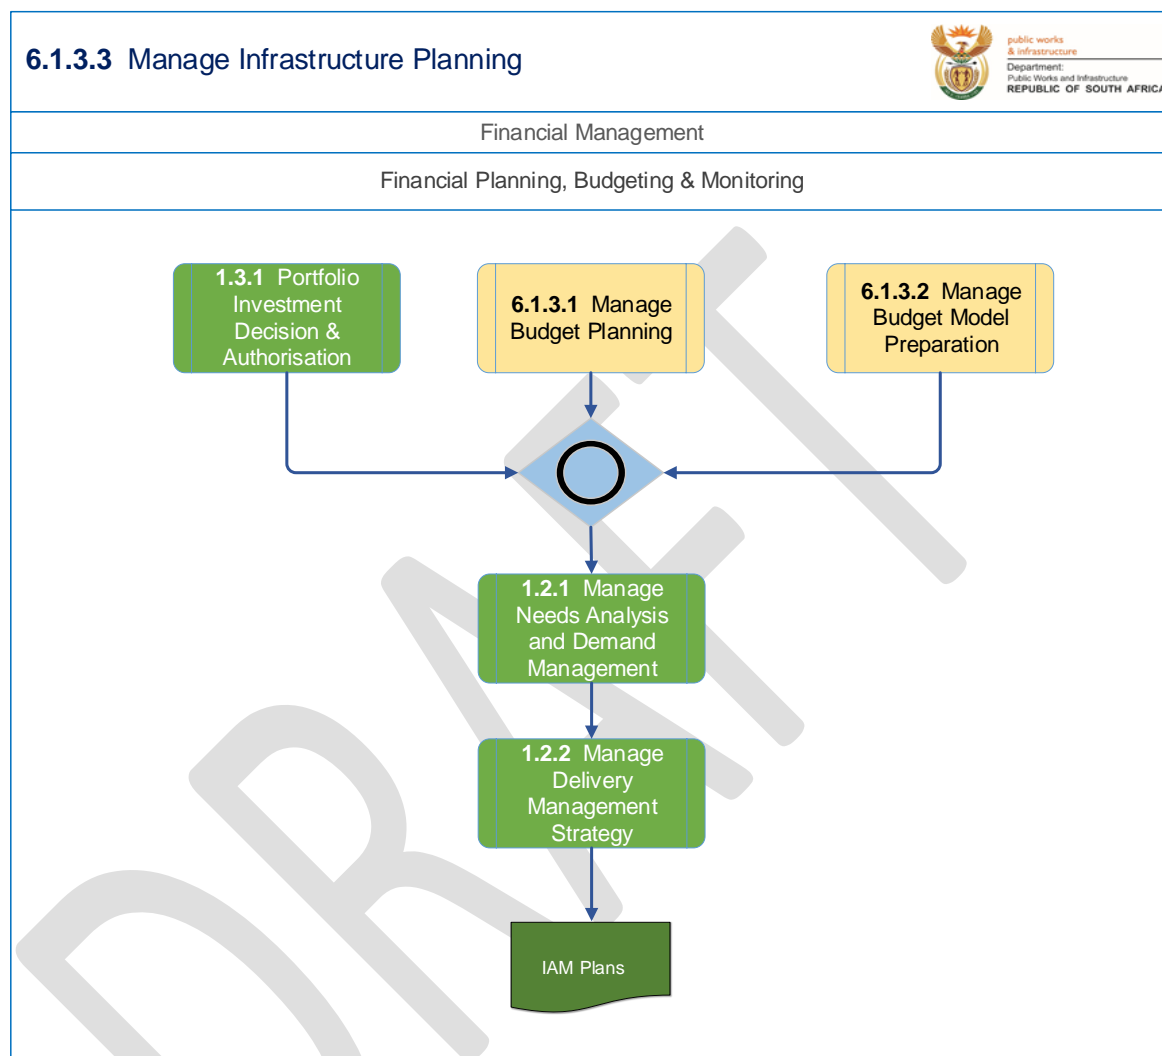 6.1.3.3 Manage Infrastructure Planning
public works
& infrastructure
Department:
Public Works and Infrastructure
REPUBLIC OF SOUTH AFRICA
Financial Management
Financial Planning, Budgeting & Monitoring
1.3.1 Portfolio
Investment
Decision &
Authorisation
6.1.3.1 Manage
Budget Planning
6.1.3.2 Manage
Budget Model
Preparation
1.2.1 Manage
Needs Analysis
and Demand
Management
1.2.2 Manage
Delivery
Management
Strategy
IAM Plans
DRAFT